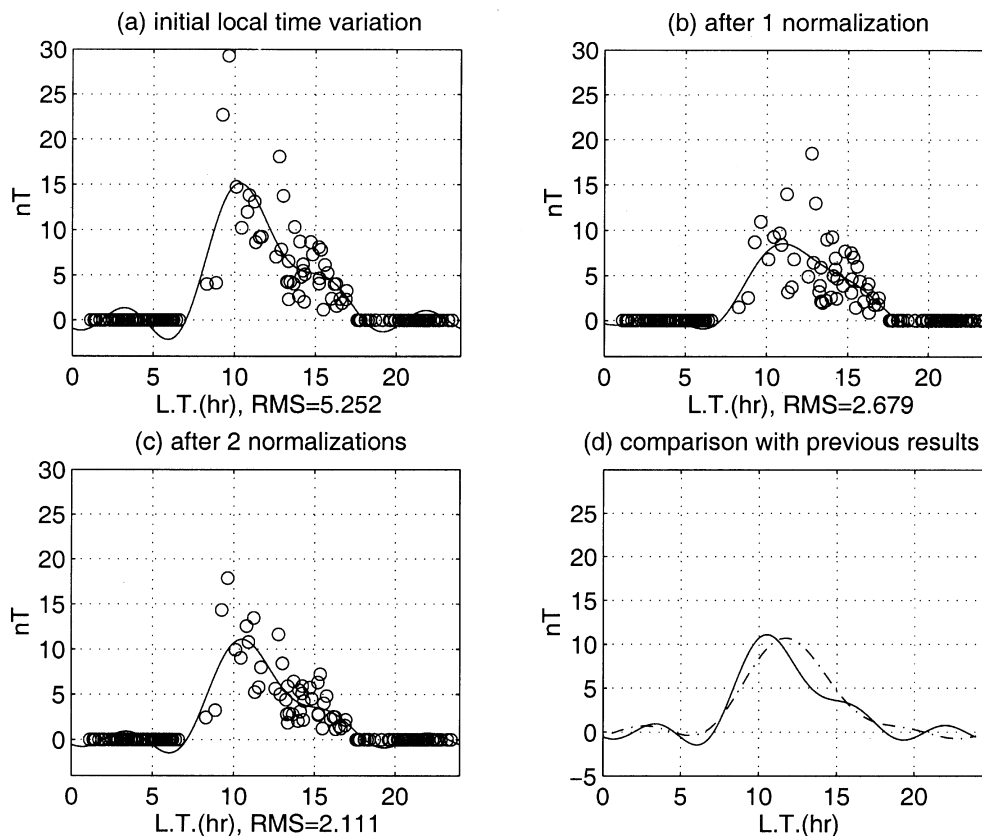 (a) initial local time variation
30
25
20
15
10
5
0
nT
0 5 10 15 20
L.T.(hr), RMS=5.252
(b) after 1 normalization
30
25
20
15
10
5
0
nT
0 5 10 15 20
L.T.(hr), RMS=2.679
(c) after 2 normalizations
30
25
20
15
10
5
0
nT
0 5 10 15 20
L.T.(hr), RMS=2.111
(d) comparison with previous results
25
20
15
10
5
0
−5
nT
0 5 10 15 20
L.T.(hr)